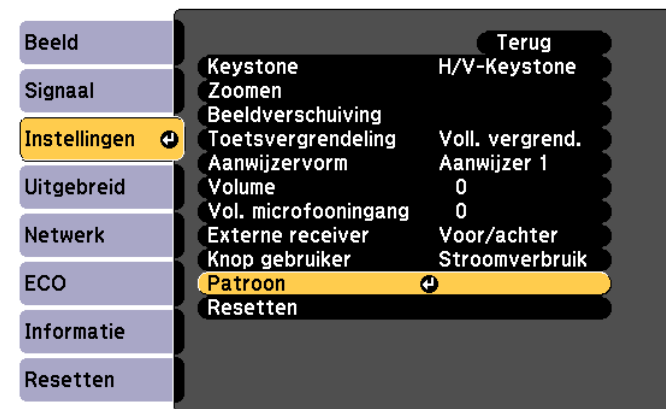 Beeld
Signaal
Instellingen
Uitgebreid
Netwerk
ECO
Informatie
Resetten
Terug
Keystone H/V-Keystone
Zoomen
Beeldverschuiving
Toetsvergrendeling Voll. vergrend.
Aanwijzervorm Aanwijzer 1
Volume 0
Vol. microfooningang 0
Externe receiver Voor/achter
Knop gebruiker Stroomverbruik
Patroon
Resetten